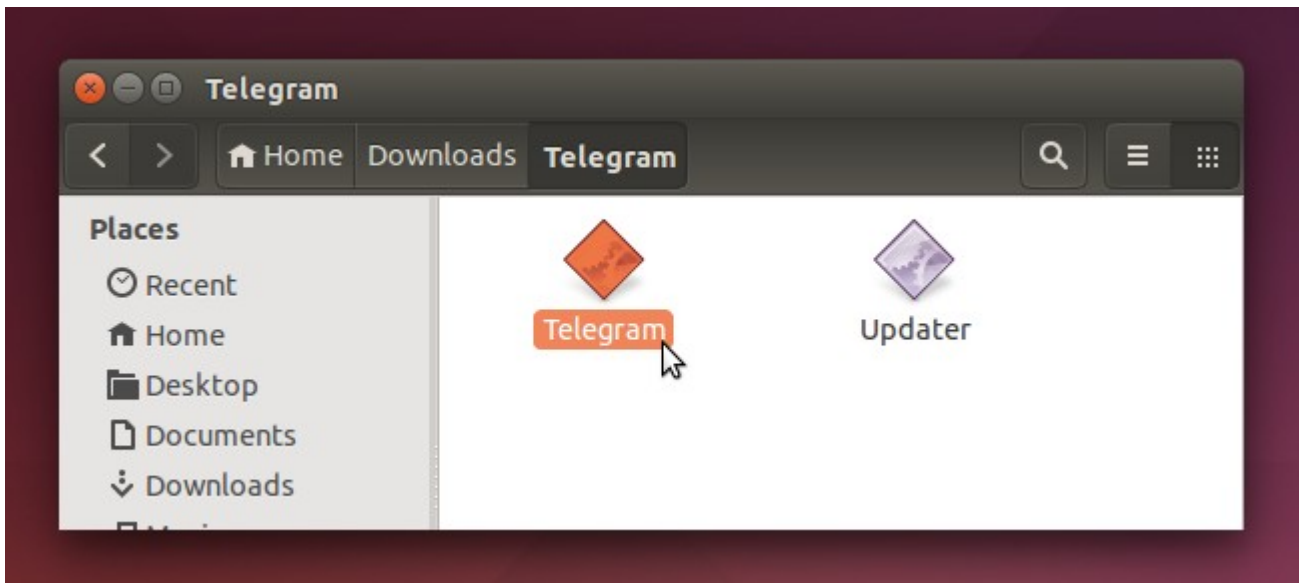 Telegram
Home Downloads Telegram
Places
Recent
Home
Desktop
Documents
Downloads
Telegram Updater